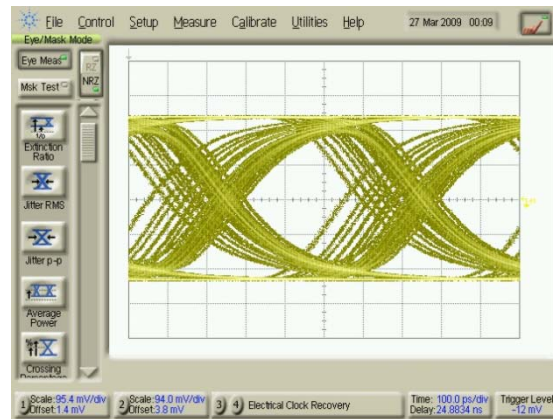 File Control Setup Measure Calibrate Utilities Help 27 Mar 2009 00:09
Eye/Mask Mode
Eye Meas
RZ
NRZ
Msk Test
Extinction
Ratio
Jitter RMS
Jitter p-p
Average
Power
Crossing
Percentage
1 Scale:95.4 mV/div
Offset:1.4 mV
2 Scale:94.0 mV/div
Offset:3.8 mV
3
4 Electrical Clock Recovery
Time: 100.0 ps/div
Delay:24.8834 ns
Trigger Level
-12 mV